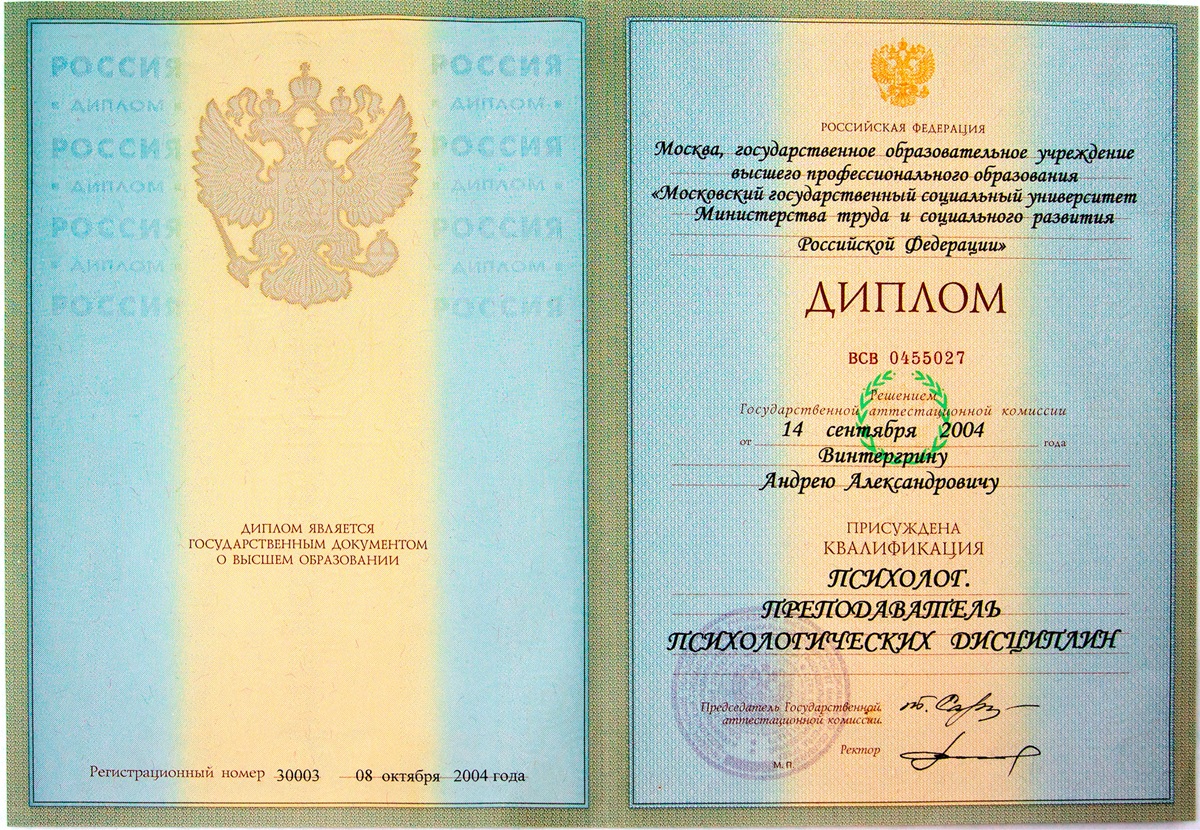 РОССИЯ РОССИЯ
ДИПЛОМ ДИПЛОМ
РОССИЯ РОССИЯ
ДИПЛОМ ДИПЛОМ
РОССИЯ РОССИЯ
ДИПЛОМ ДИПЛОМ
РОССИЯ РОССИЯ
ДИПЛОМ ЯВЛЯЕТСЯ
ГОСУДАРСТВЕННЫМ ДОКУМЕНТОМ
О ВЫСШЕМ ОБРАЗОВАНИИ
Регистрационный номер 30003 08 октября 2004 года
РОССИЙСКАЯ ФЕДЕРАЦИЯ
Москва, государственное образовательное учреждение
высшего профессионального образования
«Московский государственный социальный университет
Министерства труда и социального развития
Российской Федерации»
ДИПЛОМ
ВСВ 0455027
Решением
Государственной аттестационной комиссии
от 14 сентября 2004 года
Винтергрину
Андрею Александровичу
ПРИСУЖДЕНА
КВАЛИФИКАЦИЯ
ПСИХОЛОГ.
ПРЕПОДАВАТЕЛЬ
ПСИХОЛОГИЧЕСКИХ ДИСЦИПЛИН
Председатель Государственной
аттестационной комиссии.
Ректор
М.П.